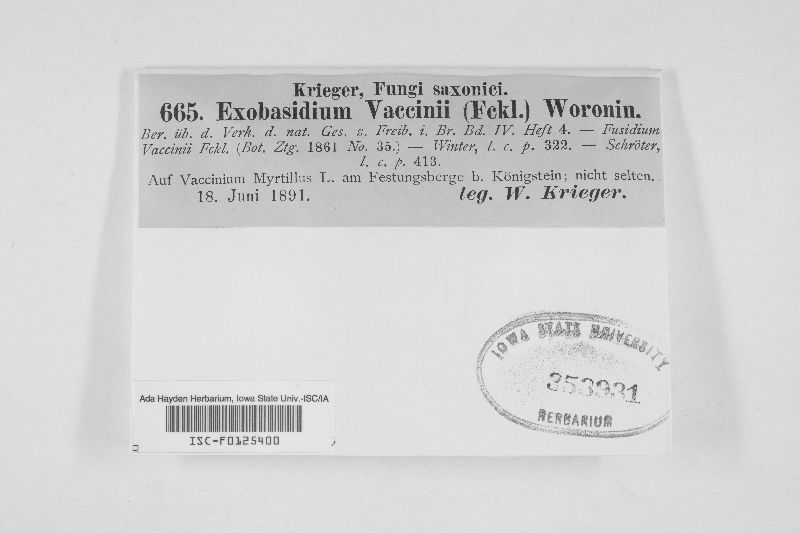 Krieger, Fungi saxonici.
665. Exobasidium Vaccinii (Fckl.) Woronin.
Ber. üb. d. Verh. d. nat. Ges. z. Freib. i. Br. Bd. IV. Heft 4. — Fusidium
Vaccinii Fckl. (Bot. Ztg. 1861 No. 35.) — Winter, l. c. p. 322. — Schröter,
l. c. p. 413.
Auf Vaccinium Myrtillus L. am Festungsberge b. Königstein; nicht selten.
18. Juni 1891. leg. W. Krieger.
IOWA STATE UNIVERSITY
353931
HERBARIUM
Ada Hayden Herbarium, Iowa State Univ.-ISC/IA
ISC-F0125400